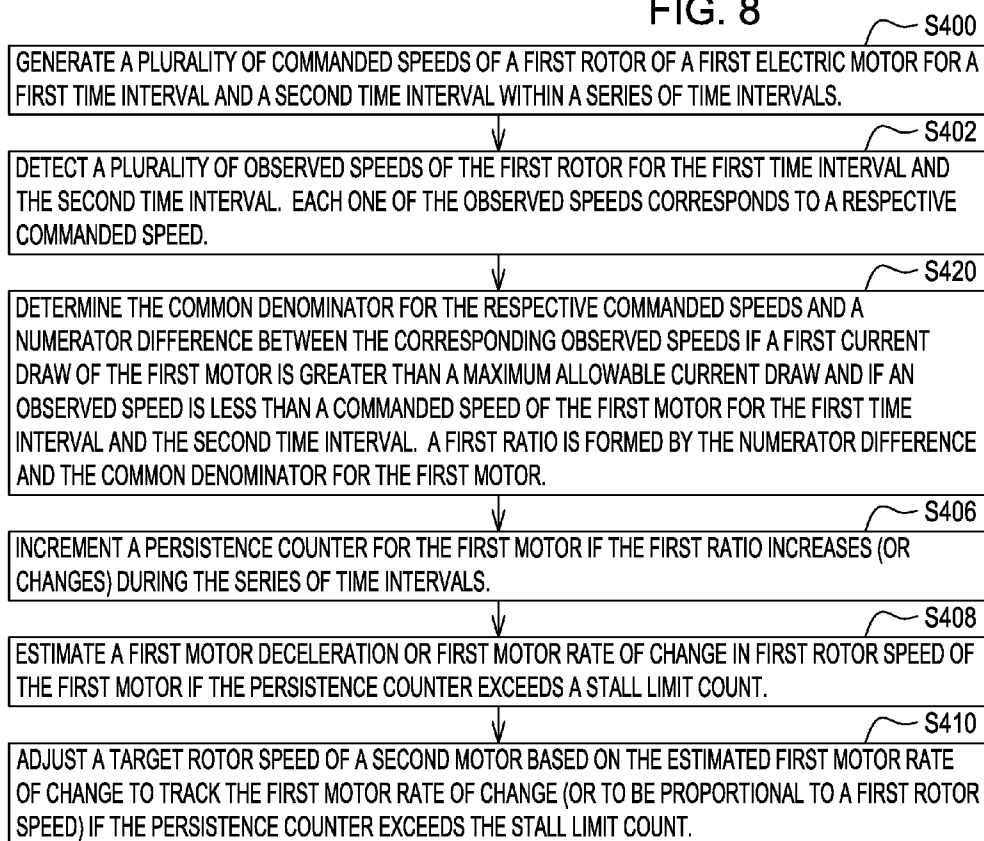 FIG. 8
S400
GENERATE A PLURALITY OF COMMANDED SPEEDS OF A FIRST ROTOR OF A FIRST ELECTRIC MOTOR FOR A
FIRST TIME INTERVAL AND A SECOND TIME INTERVAL WITHIN A SERIES OF TIME INTERVALS.
S402
DETECT A PLURALITY OF OBSERVED SPEEDS OF THE FIRST ROTOR FOR THE FIRST TIME INTERVAL AND
THE SECOND TIME INTERVAL. EACH ONE OF THE OBSERVED SPEEDS CORRESPONDS TO A RESPECTIVE
COMMANDED SPEED.
S420
DETERMINE THE COMMON DENOMINATOR FOR THE RESPECTIVE COMMANDED SPEEDS AND A
NUMERATOR DIFFERENCE BETWEEN THE CORRESPONDING OBSERVED SPEEDS IF A FIRST CURRENT
DRAW OF THE FIRST MOTOR IS GREATER THAN A MAXIMUM ALLOWABLE CURRENT DRAW AND IF AN
OBSERVED SPEED IS LESS THAN A COMMANDED SPEED OF THE FIRST MOTOR FOR THE FIRST TIME
INTERVAL AND THE SECOND TIME INTERVAL. A FIRST RATIO IS FORMED BY THE NUMERATOR DIFFERENCE
AND THE COMMON DENOMINATOR FOR THE FIRST MOTOR.
S406
INCREMENT A PERSISTENCE COUNTER FOR THE FIRST MOTOR IF THE FIRST RATIO INCREASES (OR
CHANGES) DURING THE SERIES OF TIME INTERVALS.
S408
ESTIMATE A FIRST MOTOR DECELERATION OR FIRST MOTOR RATE OF CHANGE IN FIRST ROTOR SPEED OF
THE FIRST MOTOR IF THE PERSISTENCE COUNTER EXCEEDS A STALL LIMIT COUNT.
S410
ADJUST A TARGET ROTOR SPEED OF A SECOND MOTOR BASED ON THE ESTIMATED FIRST MOTOR RATE
OF CHANGE TO TRACK THE FIRST MOTOR RATE OF CHANGE (OR TO BE PROPORTIONAL TO A FIRST ROTOR
SPEED) IF THE PERSISTENCE COUNTER EXCEEDS THE STALL LIMIT COUNT.